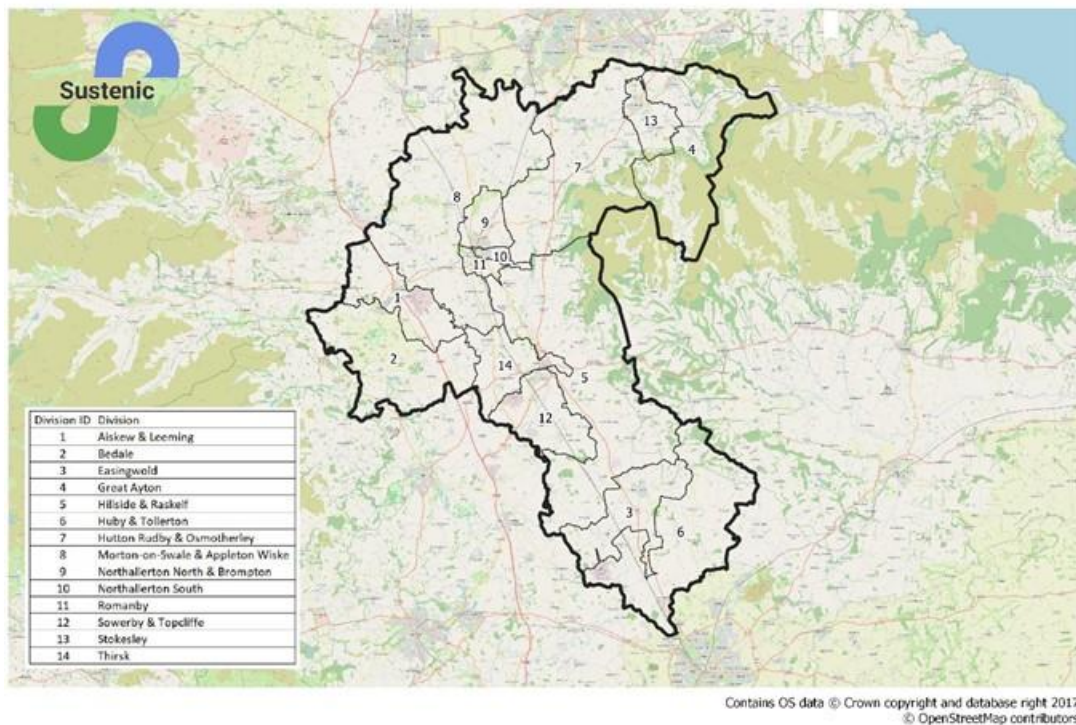 Sustenic
13
4
7
8
9
10
11
1
2
14
5
12
3
6
Division ID Division
1 Aiskew & Leeming
2 Bedale
3 Easingwold
4 Great Ayton
5 Hillside & Raskelf
6 Huby & Tollerton
7 Hutton Rudby & Osmotherley
8 Morton-on-Swale & Appleton Wiske
9 Northallerton North & Brompton
10 Northallerton South
11 Romanby
12 Sowerby & Topcliffe
13 Stokesley
14 Thirsk
Contains OS data © Crown copyright and database right 2017
© OpenStreetMap contributors